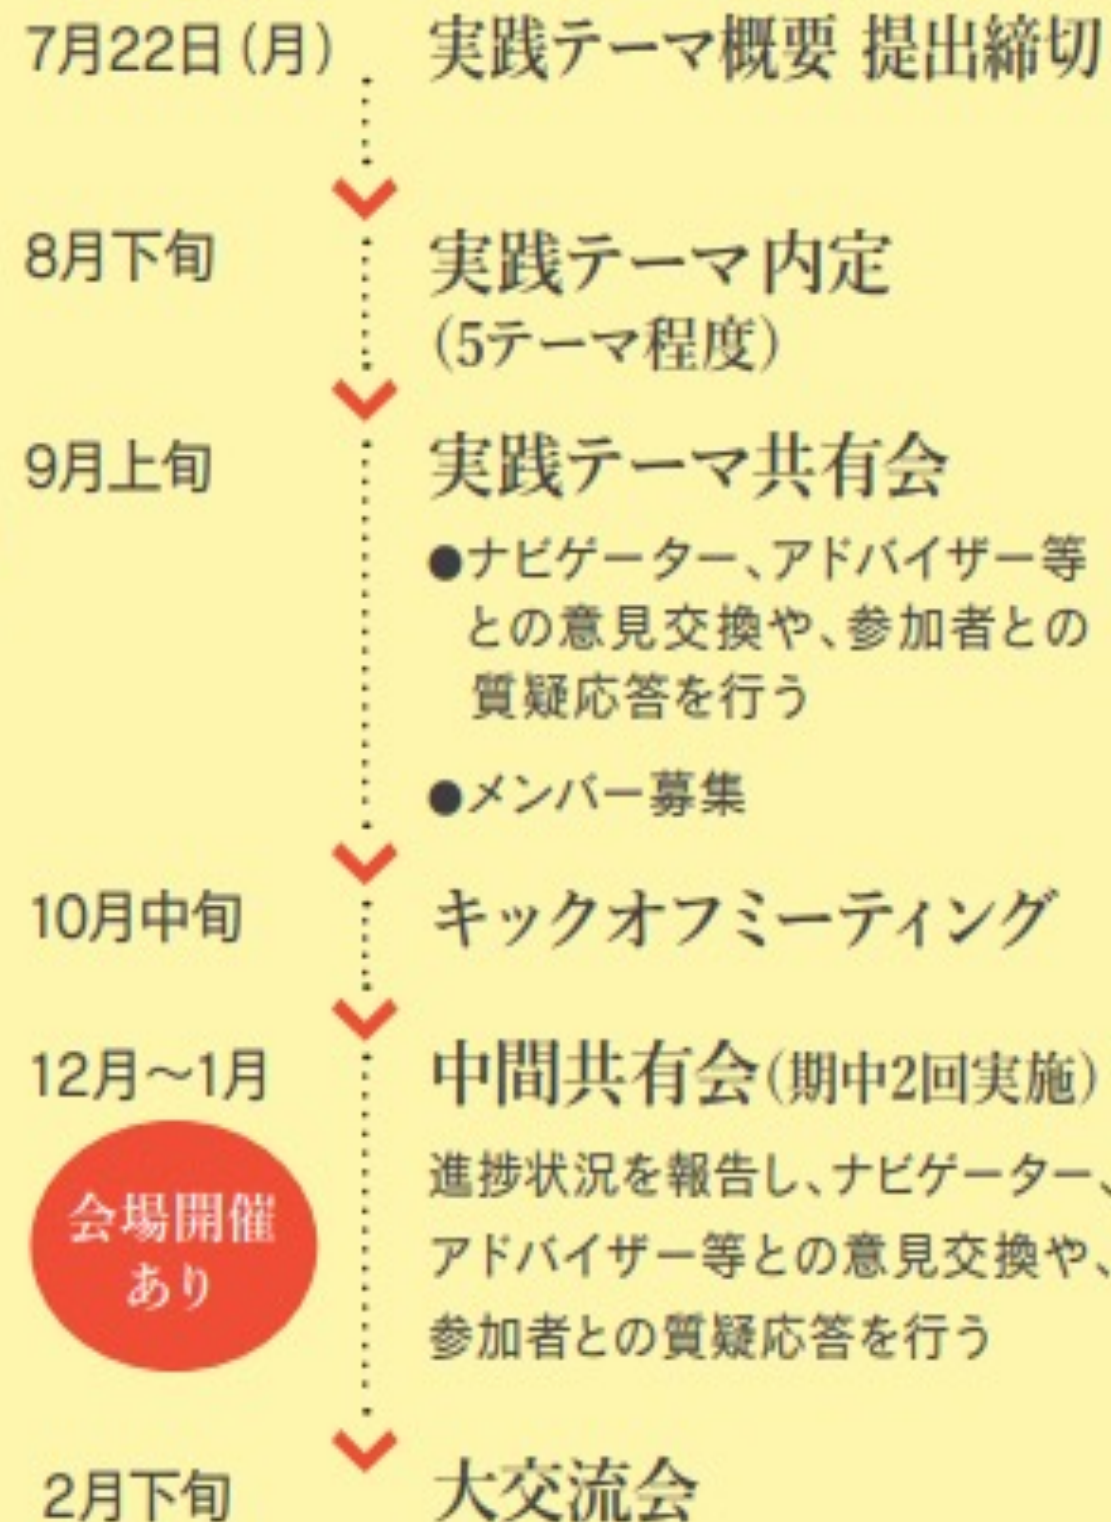 7月22日（月） 実践テーマ概要 提出締切
8月下旬 実践テーマ内定
（5テーマ程度）
9月上旬 実践テーマ共有会
●ナビゲーター、アドバイザー等
との意見交換や、参加者との
質疑応答を行う
●メンバー募集
10月中旬 キックオフミーティング
12月〜1月 中間共有会（期中2回実施）
会場開催
あり
進捗状況を報告し、ナビゲーター、
アドバイザー等との意見交換や、
参加者との質疑応答を行う
2月下旬 大交流会